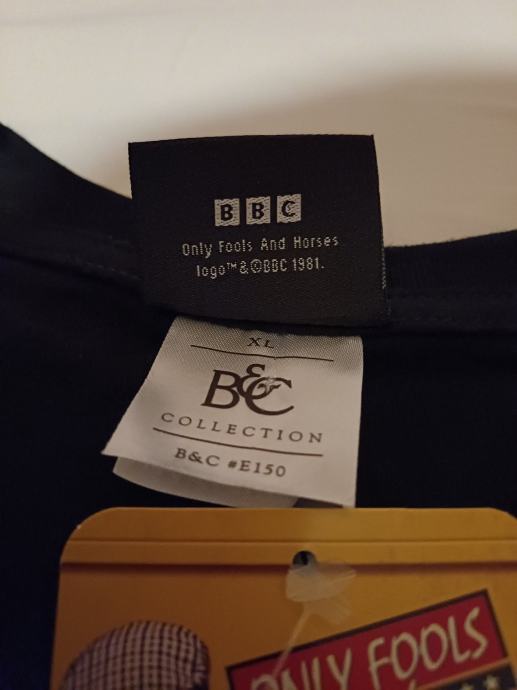 BBC
Only Fools And Horses
logo™&©BBC 1981.
XL
B&C
COLLECTION
B&C #E150
ONLY FOOLS